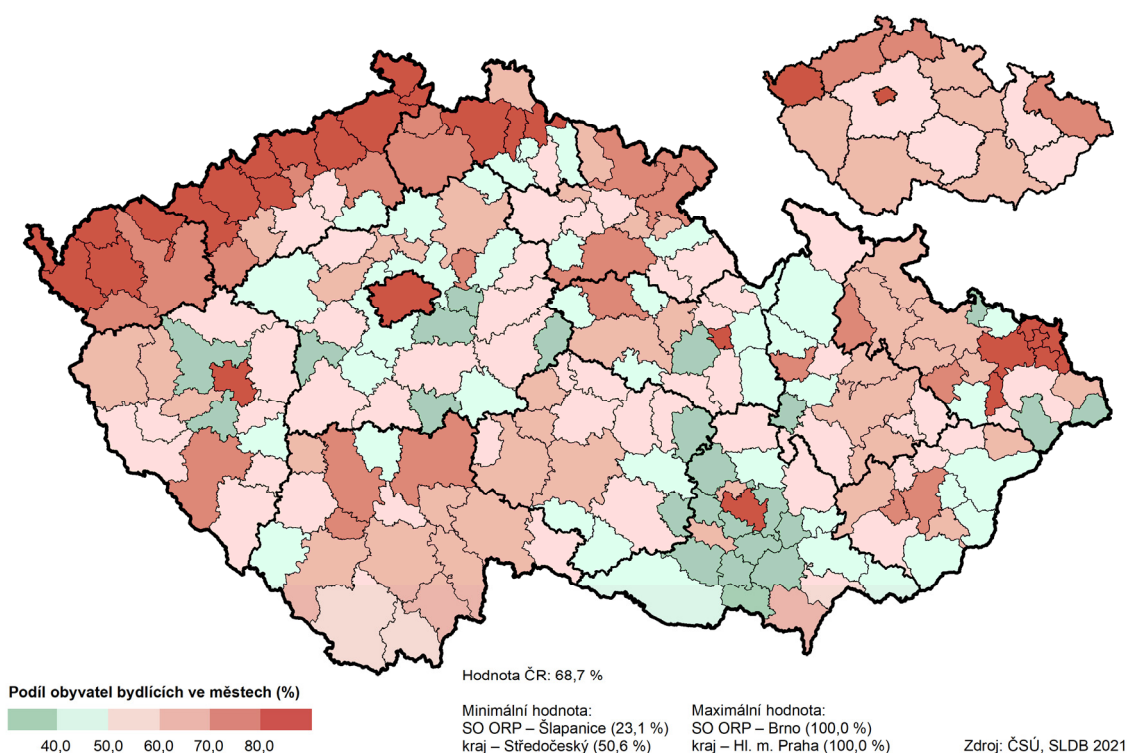 Hodnota ČR: 68,7 %
Podíl obyvatel bydlících ve městech (%)
40,0 50,0 60,0 70,0 80,0
Minimální hodnota:
SO ORP – Šlapanice (23,1 %)
kraj – Středočeský (50,6 %)
Maximální hodnota:
SO ORP – Brno (100,0 %)
kraj – Hl. m. Praha (100,0 %)
Zdroj: ČSÚ, SLDB 2021